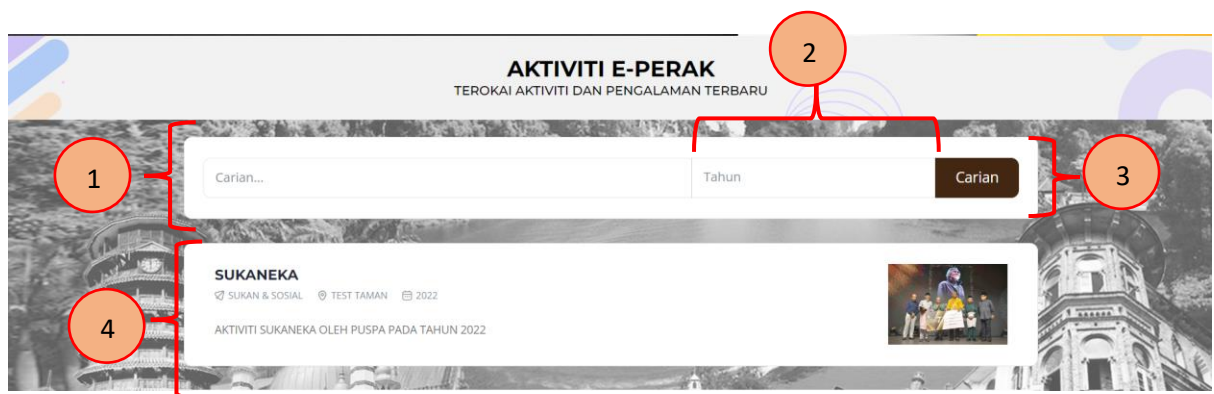 2
AKTIVITI E-PERAK
TEROKAI AKTIVITI DAN PENGALAMAN TERBARU
1
Carian...
Tahun
Carian
3
SUKANEKA
SUKAN & SOSIAL TEST TAMAN 2022
4
AKTIVITI SUKANEKA OLEH PUSPA PADA TAHUN 2022